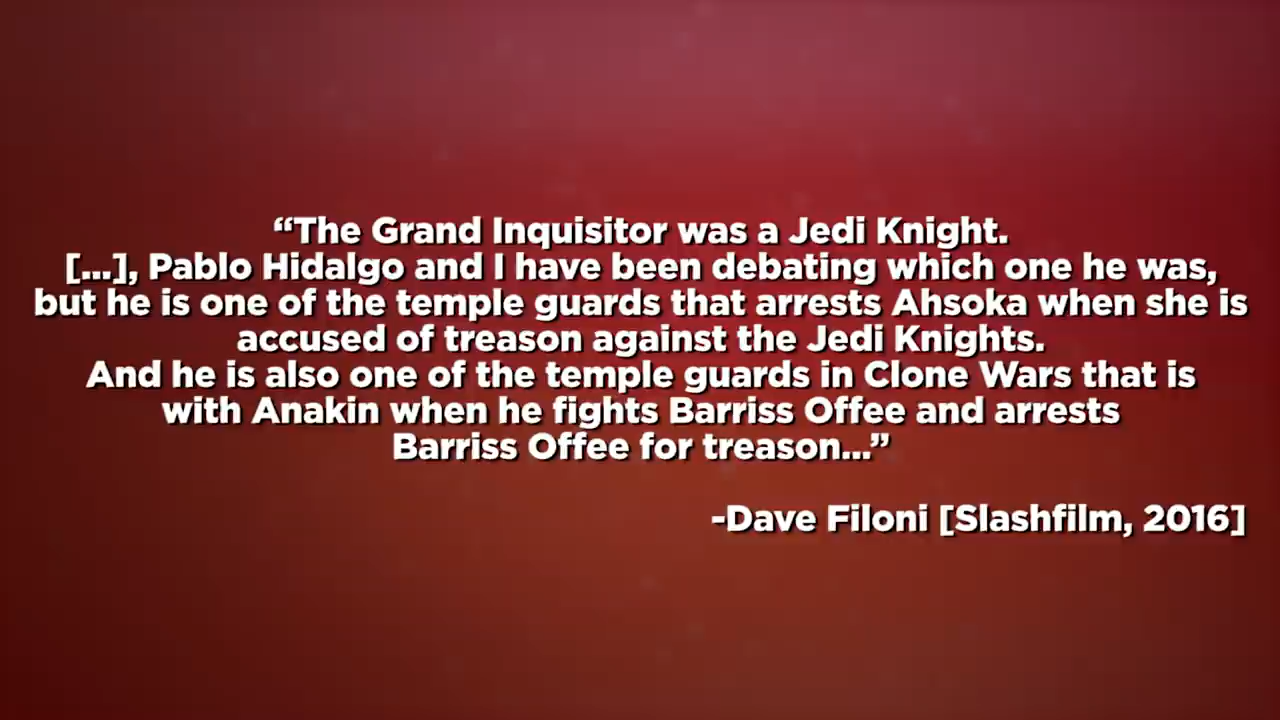 “The Grand Inquisitor was a Jedi Knight.
[...], Pablo Hidalgo and I have been debating which one he was,
but he is one of the temple guards that arrests Ahsoka when she is
accused of treason against the Jedi Knights.
And he is also one of the temple guards in Clone Wars that is
with Anakin when he fights Barriss Offee and arrests
Barriss Offee for treason...”
-Dave Filoni [Slashfilm, 2016]